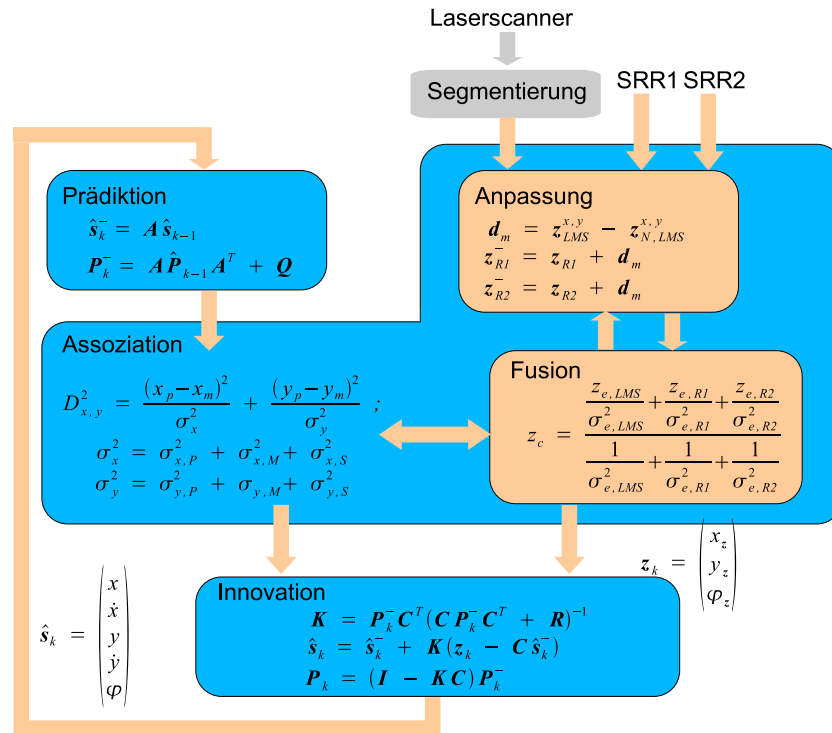 Laserscanner
Segmentierung
SRR1 SRR2
Prädiktion
ŝ_k^- = A ŝ_{k-1}
P_k^- = A P̂_{k-1} A^T + Q
Anpassung
d_m = z_{LMS}^{x,y} − z_{N,LMS}^{x,y}
z_{R1}^- = z_{R1} + d_m
z_{R2}^- = z_{R2} + d_m
Assoziation
D_{x,y}^2 = (x_p−x_m)^2 / σ_x^2 + (y_p−y_m)^2 / σ_y^2 ;
σ_x^2 = σ_{x,P}^2 + σ_{x,M}^2 + σ_{x,S}^2
σ_y^2 = σ_{y,P}^2 + σ_{y,M} + σ_{y,S}^2
Fusion
z_c = (z_{e,LMS}/σ_{e,LMS}^2 + z_{e,R1}/σ_{e,R1}^2 + z_{e,R2}/σ_{e,R2}^2) / (1/σ_{e,LMS}^2 + 1/σ_{e,R1}^2 + 1/σ_{e,R2}^2)
z_k = (x_z y_z φ_z)
ŝ_k = (x ẋ y ẏ φ)
Innovation
K = P_k^- C^T (C P_k^- C^T + R)^{-1}
ŝ_k = ŝ_k^- + K(z_k − C ŝ_k^-)
P_k = (I − K C) P_k^-